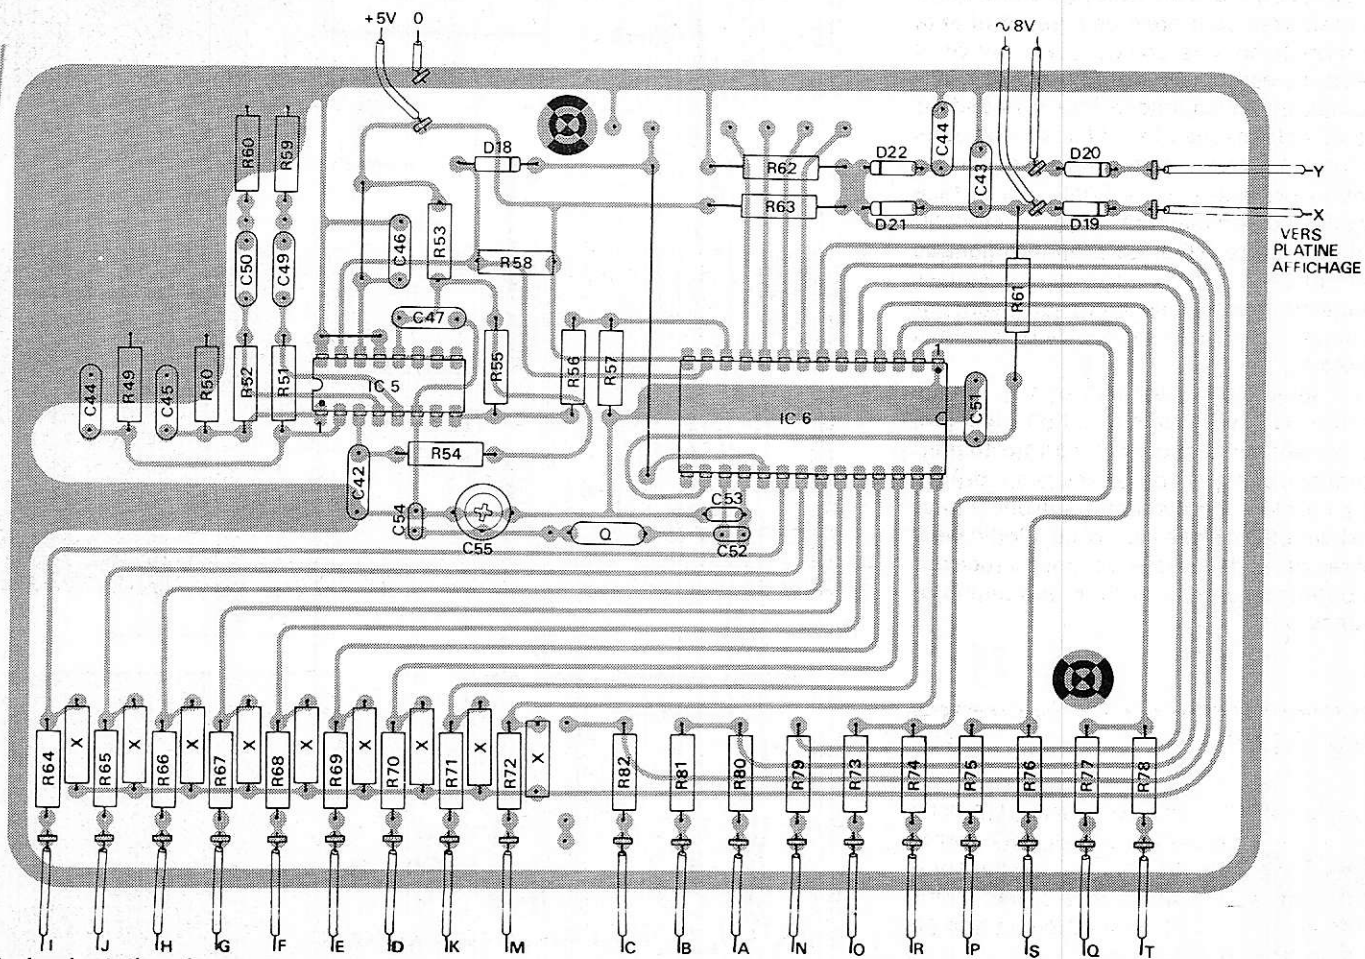 +5V 0
∿8V
R60
R59
D18
R62
R63
D22
D21
C44
C43
D20
D19
Y
X
VERS
PLATINE
AFFICHAGE
C50
C49
C46
R53
R58
R61
C47
C44
R49
C45
R50
R52
R51
IC 5
R55
R56
R57
1
1
IC 6
C51
C42
R54
C54
C55
Q
C53
C52
R64
X
R65
X
R66
X
R67
X
R68
X
R69
X
R70
X
R71
X
R72
X
R82
R81
R80
R79
R73
R74
R75
R76
R77
R78
I J H G F E D K M C B A N O R P S Q T